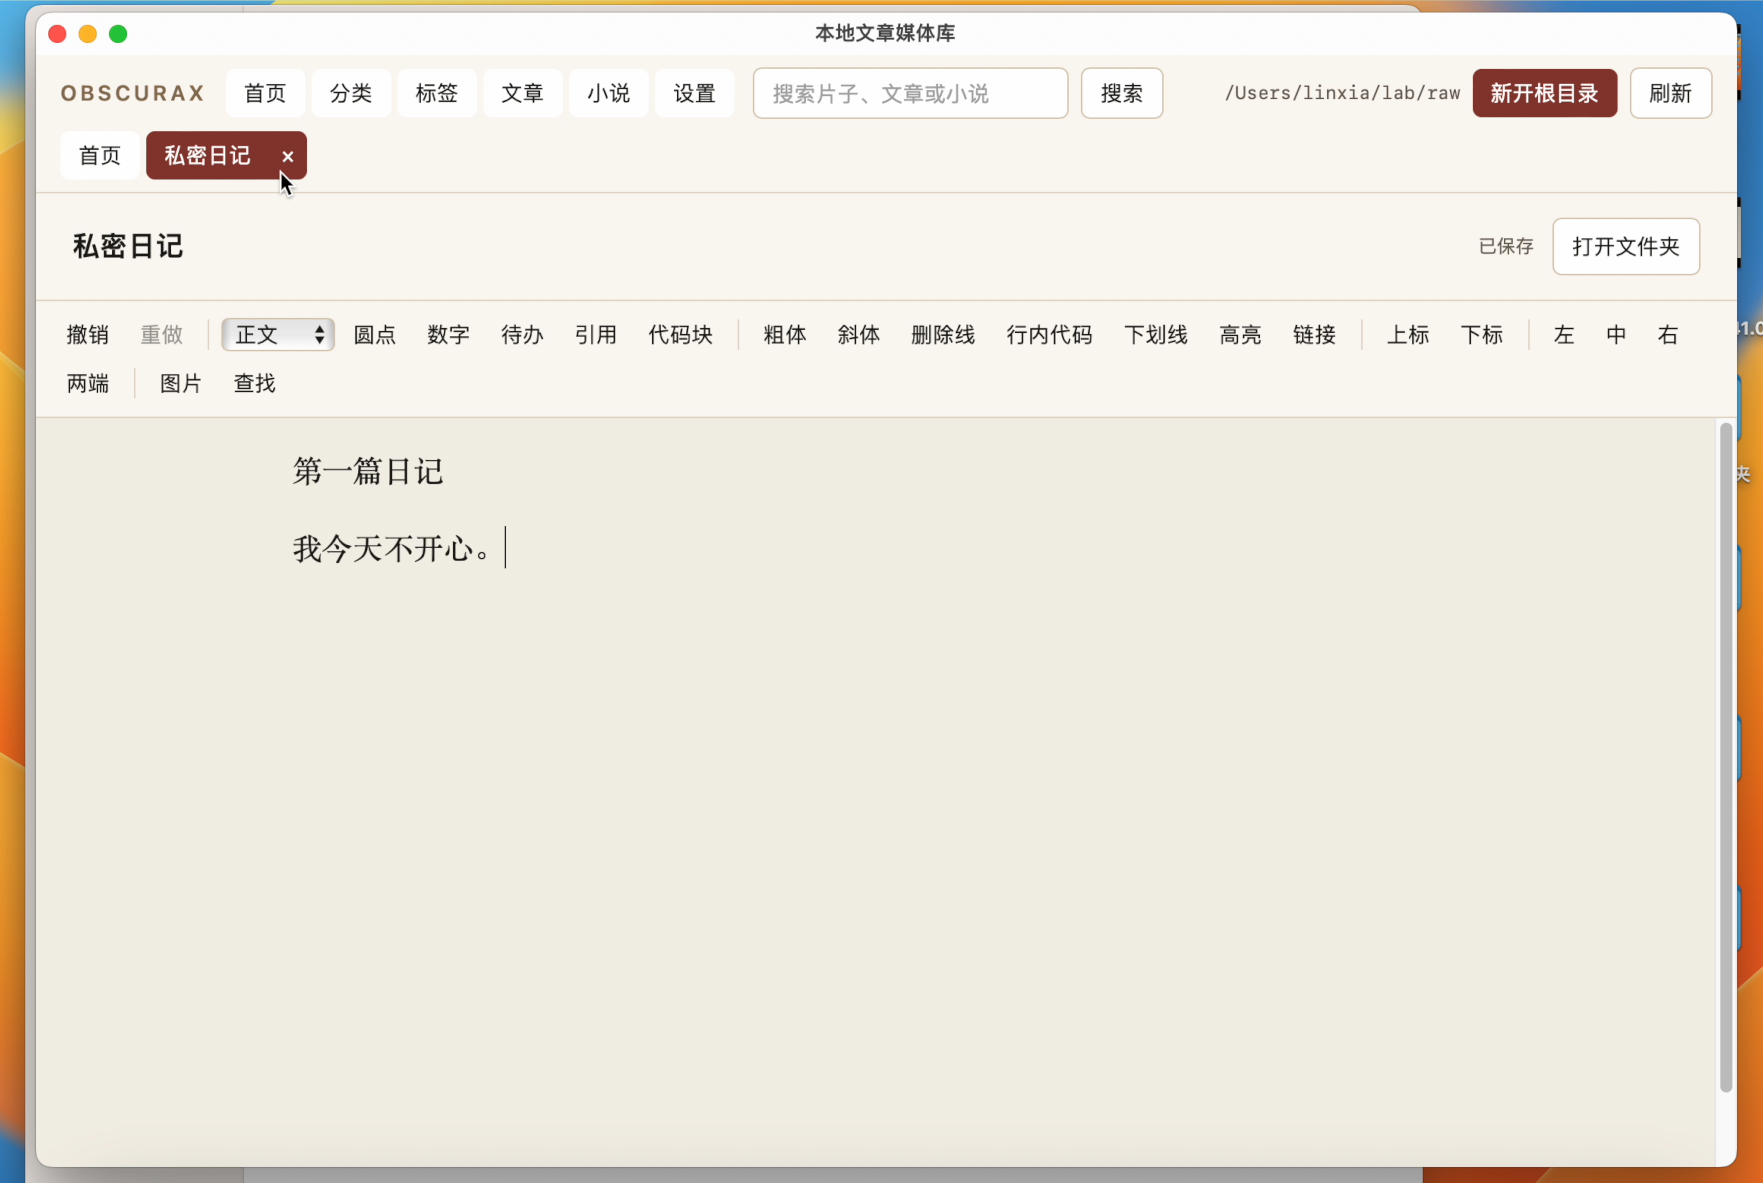 本地文章媒体库
OBSCURAX 首页 分类 标签 文章 小说 设置 搜索片子、文章或小说 搜索 /Users/linxia/lab/raw 新开根目录 刷新
首页 私密日记 ×
私密日记 已保存 打开文件夹
撤销 重做 正文 圆点 数字 待办 引用 代码块 粗体 斜体 删除线 行内代码 下划线 高亮 链接 上标 下标 左 中 右
两端 图片 查找
第一篇日记
我今天不开心。
夹